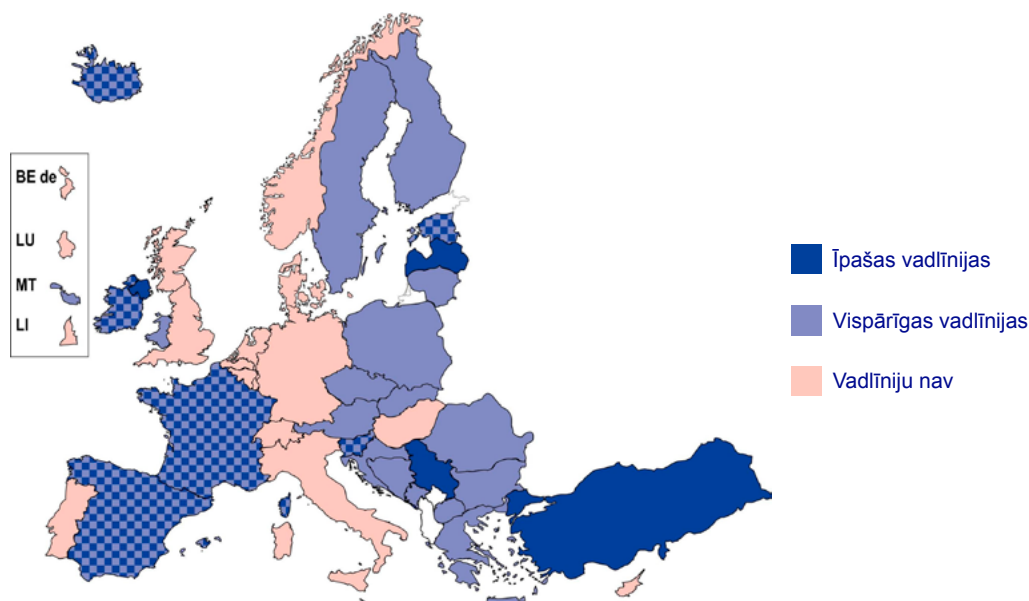 BE de
LU
MT
LI
Īpašas vadlīnijas
Vispārīgas vadlīnijas
Vadlīniju nav